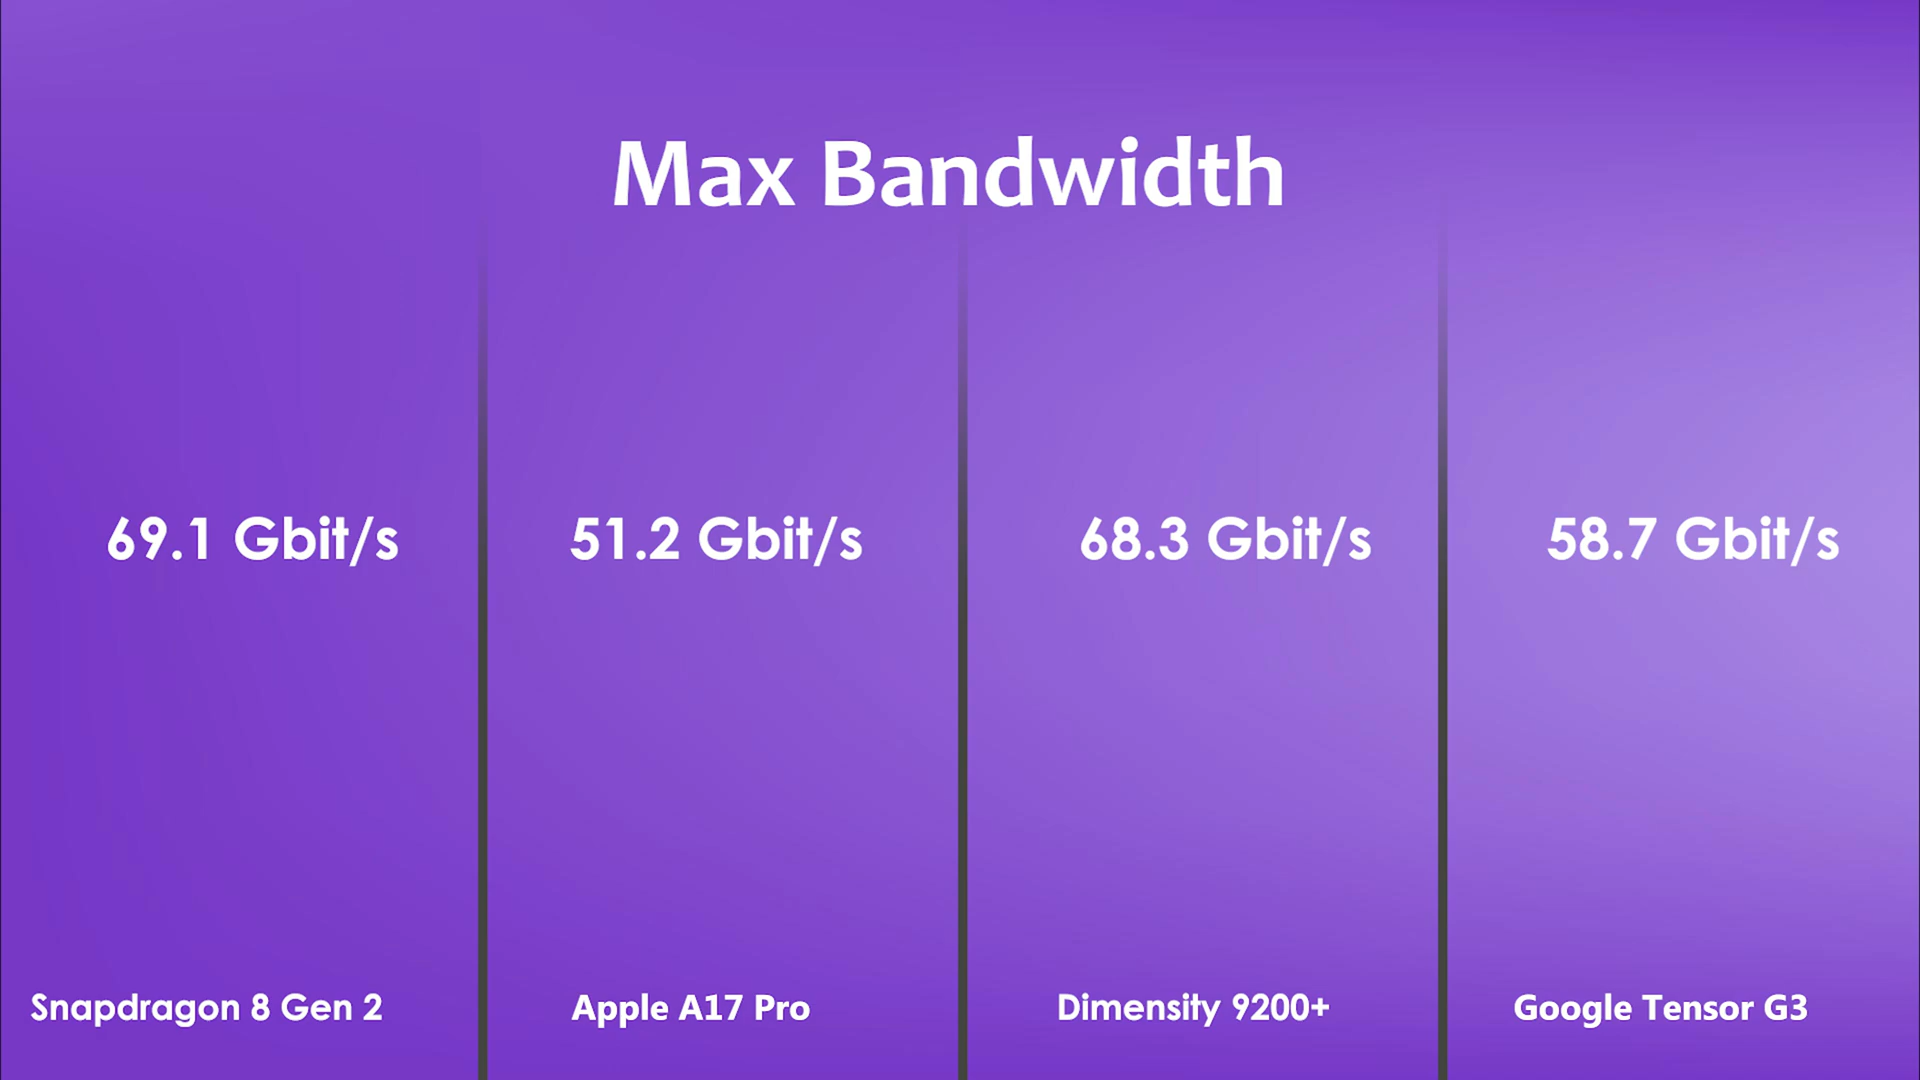 Max Bandwidth
69.1 Gbit/s
51.2 Gbit/s
68.3 Gbit/s
58.7 Gbit/s
Snapdragon 8 Gen 2
Apple A17 Pro
Dimensity 9200+
Google Tensor G3